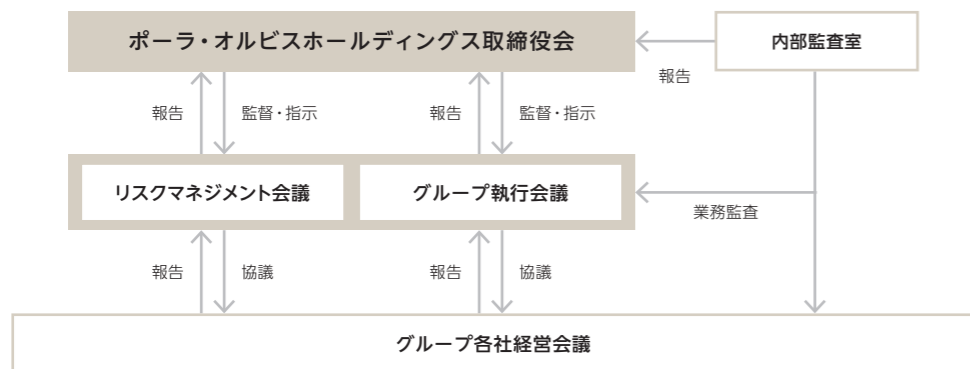 ポーラ・オルビスホールディングス取締役会
内部監査室
報告
報告
監督・指示
報告
監督・指示
リスクマネジメント会議
グループ執行会議
業務監査
報告
協議
報告
協議
グループ各社経営会議